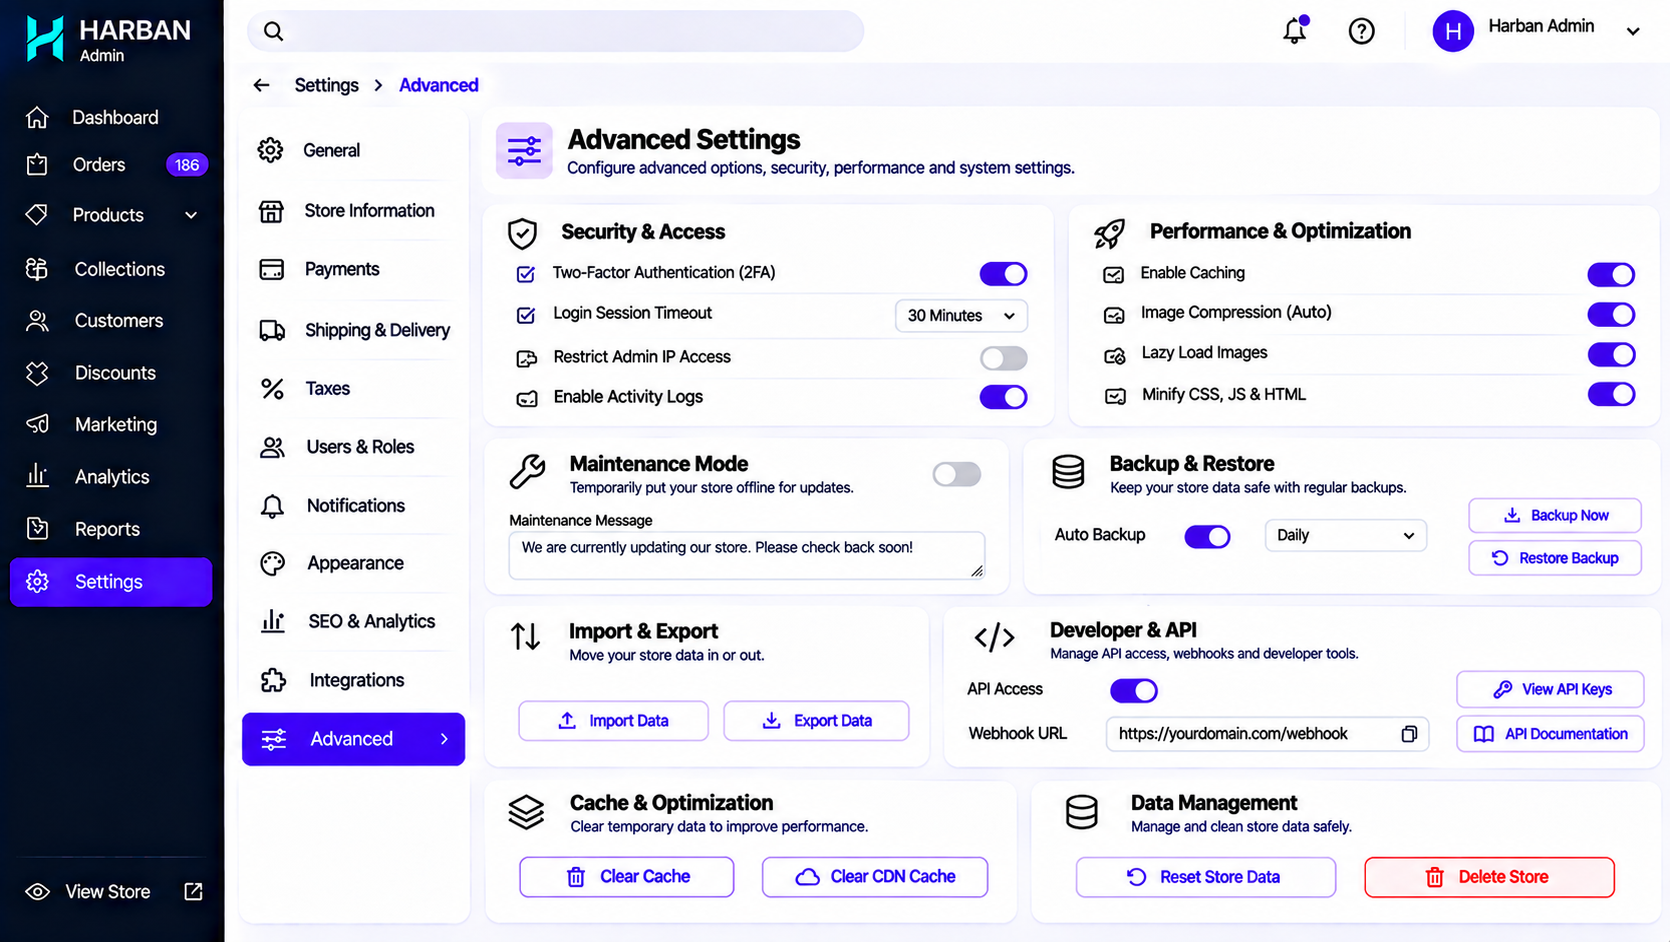 HARBAN
Admin
Dashboard
Orders 186
Products
Collections
Customers
Discounts
Marketing
Analytics
Reports
Settings
View Store
H Harban Admin
Settings > Advanced
General
Store Information
Payments
Shipping & Delivery
Taxes
Users & Roles
Notifications
Appearance
SEO & Analytics
Integrations
Advanced
Advanced Settings
Configure advanced options, security, performance and system settings.
Security & Access
Two-Factor Authentication (2FA)
Login Session Timeout 30 Minutes
Restrict Admin IP Access
Enable Activity Logs
Performance & Optimization
Enable Caching
Image Compression (Auto)
Lazy Load Images
Minify CSS, JS & HTML
Maintenance Mode
Temporarily put your store offline for updates.
Maintenance Message
We are currently updating our store. Please check back soon!
Backup & Restore
Keep your store data safe with regular backups.
Auto Backup Daily
Backup Now
Restore Backup
Import & Export
Move your store data in or out.
Import Data Export Data
Developer & API
Manage API access, webhooks and developer tools.
API Access
View API Keys
Webhook URL https://yourdomain.com/webhook
API Documentation
Cache & Optimization
Clear temporary data to improve performance.
Clear Cache Clear CDN Cache
Data Management
Manage and clean store data safely.
Reset Store Data Delete Store